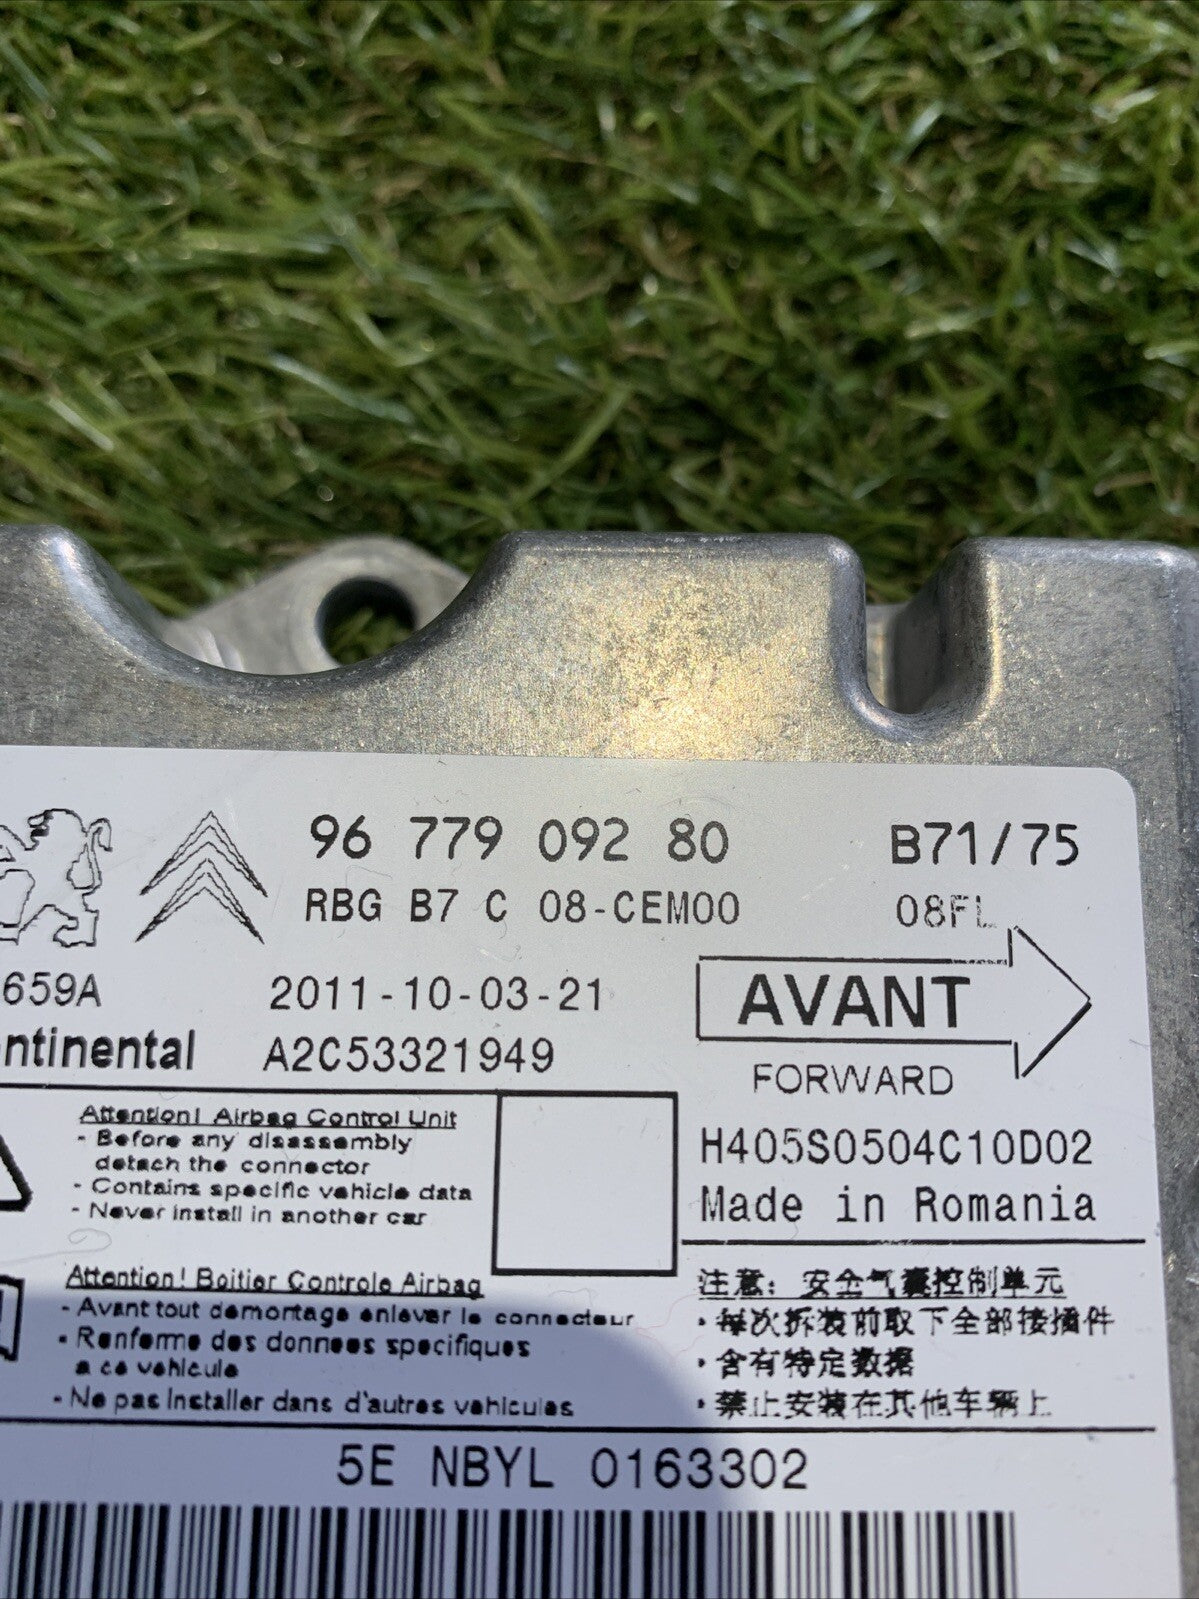 96 779 092 80 B71/75
RBG B7 C 08-CEM00 08FL
659A 2011-10-03-21 AVANT
ntinental A2C53321949 FORWARD
Attention! Airbag Control Unit
- Before any disassembly
detach the connector
- Contains specific vehicle data
- Never install in another car
H405S0504C10D02
Made in Romania
Attention! Boitier Controle Airbag
- Avant tout demontage enlever le connecteur
- Renferme des donnees specifiques
a ce vehicule
- Ne pas installer dans d'autres vehicules
注意: 安全气囊控制单元
·每次拆装前取下全部接插件
·含有特定数据
·禁止安装在其他车辆上
5E NBYL 0163302